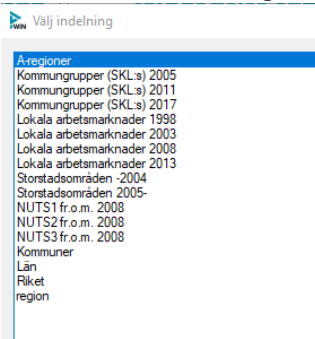 WIN
Välj indelning
A-regioner
Kommungrupper (SKL:s) 2005
Kommungrupper (SKL:s) 2011
Kommungrupper (SKL:s) 2017
Lokala arbetsmarknader 1998
Lokala arbetsmarknader 2003
Lokala arbetsmarknader 2008
Lokala arbetsmarknader 2013
Storstadsområden -2004
Storstadsområden 2005-
NUTS1 fr.o.m. 2008
NUTS2 fr.o.m. 2008
NUTS3 fr.o.m. 2008
Kommuner
Län
Riket
region